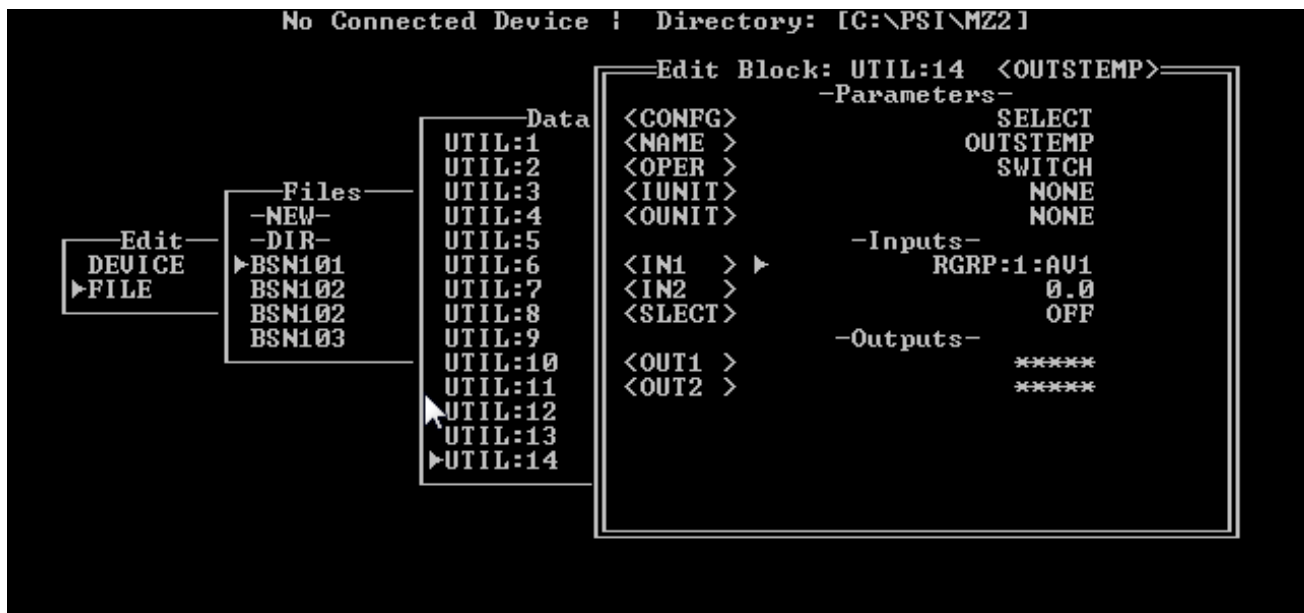 No Connected Device ¦ Directory: [C:\PSI\MZ2]
Edit
DEVICE
FILE
Files
-NEW-
-DIR-
BSN101
BSN102
BSN102
BSN103
Data
UTIL:1
UTIL:2
UTIL:3
UTIL:4
UTIL:5
UTIL:6
UTIL:7
UTIL:8
UTIL:9
UTIL:10
UTIL:11
UTIL:12
UTIL:13
UTIL:14
Edit Block: UTIL:14 <OUTSTEMP>
-Parameters-
<CONFG> SELECT
<NAME > OUTSTEMP
<OPER > SWITCH
<IUNIT> NONE
<OUNIT> NONE
-Inputs-
<IN1 > RGRP:1:AV1
<IN2 > 0.0
<SLECT> OFF
-Outputs-
<OUT1 > *****
<OUT2 > *****